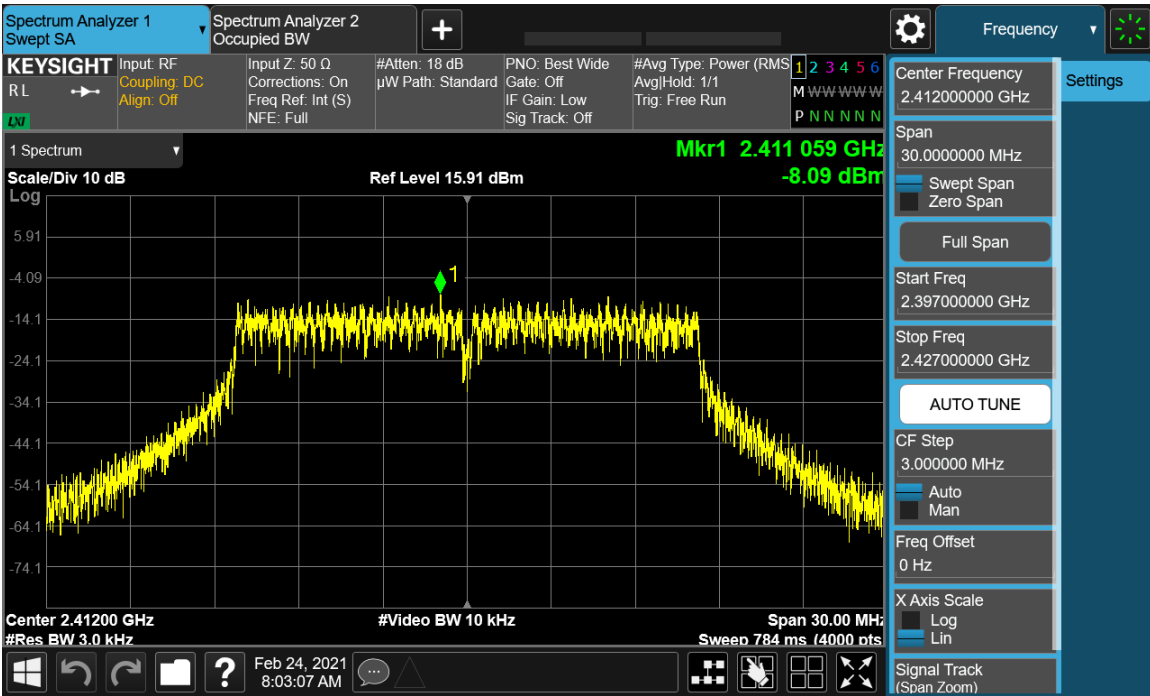 Spectrum Analyzer 1
Swept SA
Spectrum Analyzer 2
Occupied BW
Frequency
KEYSIGHT
RL
LXI
Input: RF
Coupling: DC
Align: Off
Input Z: 50 Ω
Corrections: On
Freq Ref: Int (S)
NFE: Full
#Atten: 18 dB
µW Path: Standard
PNO: Best Wide
Gate: Off
IF Gain: Low
Sig Track: Off
#Avg Type: Power (RMS
Avg|Hold: 1/1
Trig: Free Run
1 2 3 4 5 6
M W W W W W
P N N N N N
1 Spectrum
Mkr1 2.411 059 GHz
-8.09 dBm
Scale/Div 10 dB
Ref Level 15.91 dBm
Log
5.91
-4.09
-14.1
-24.1
-34.1
-44.1
-54.1
-64.1
-74.1
1
Center 2.41200 GHz
#Video BW 10 kHz
Span 30.00 MHz
#Res BW 3.0 kHz
Sweep 784 ms (4000 pts
Center Frequency
2.412000000 GHz
Settings
Span
30.0000000 MHz
Swept Span
Zero Span
Full Span
Start Freq
2.397000000 GHz
Stop Freq
2.427000000 GHz
AUTO TUNE
CF Step
3.000000 MHz
Auto
Man
Freq Offset
0 Hz
X Axis Scale
Log
Lin
Signal Track
(Span Zoom)
?
Feb 24, 2021
8:03:07 AM